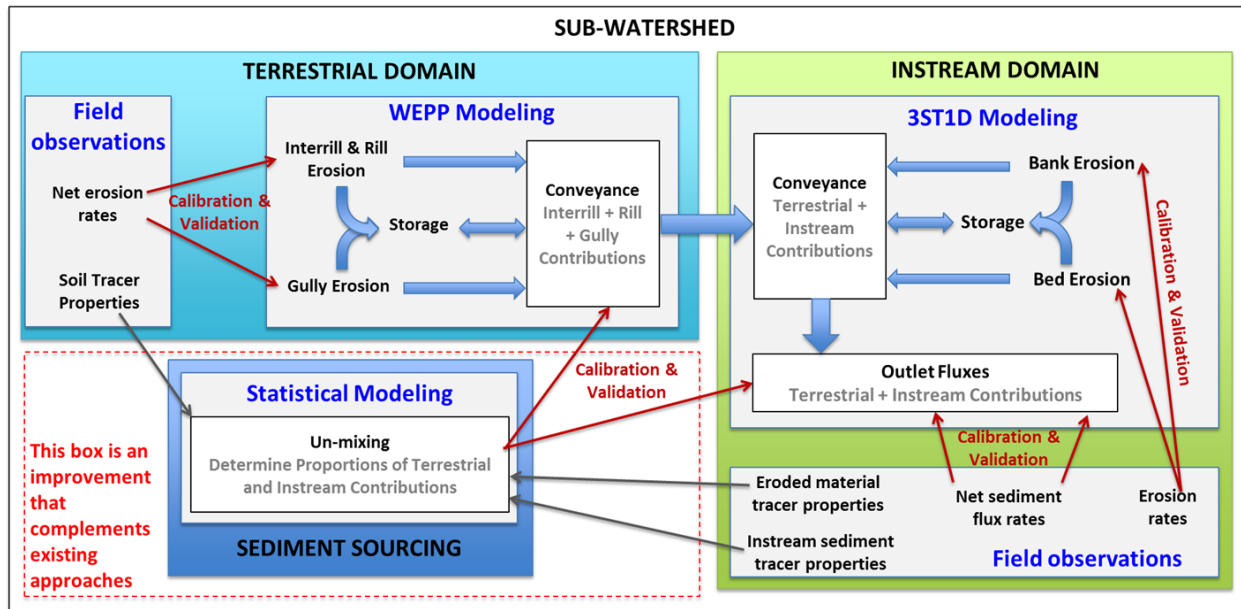 SUB-WATERSHED
TERRESTRIAL DOMAIN
Field
observations
Net erosion
rates
Soil Tracer
Properties
Calibration &
Validation
WEPP Modeling
Interrill & Rill
Erosion
Storage
Gully Erosion
Conveyance
Interrill + Rill
+ Gully
Contributions
INSTREAM DOMAIN
3ST1D Modeling
Conveyance
Terrestrial +
Instream
Contributions
Bank Erosion
Storage
Bed Erosion
Calibration & Validation
Outlet Fluxes
Terrestrial + Instream Contributions
Calibration &
Validation
This box is an
improvement
that
complements
existing
approaches
Statistical Modeling
Un-mixing
Determine Proportions of Terrestrial
and Instream Contributions
SEDIMENT SOURCING
Calibration &
Validation
Eroded material
tracer properties
Instream sediment
tracer properties
Net sediment
flux rates
Erosion
rates
Field observations